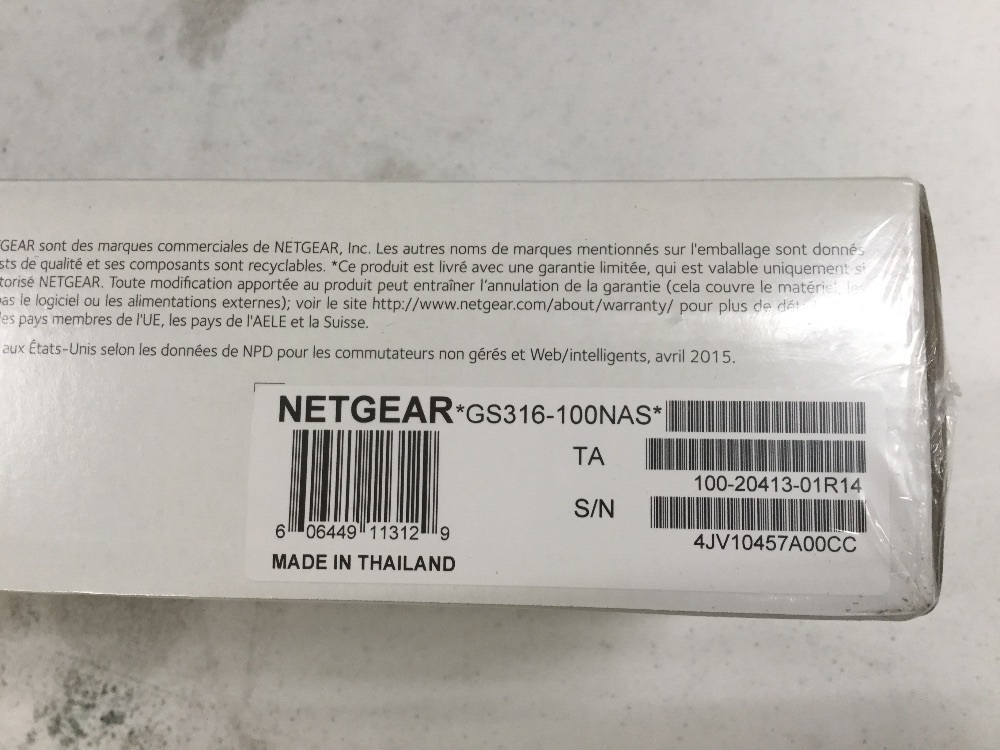 GEAR sont des marques commerciales de NETGEAR, Inc. Les autres noms de marques mentionnés sur l'emballage sont donnés
sts de qualité et ses composants sont recyclables. *Ce produit est livré avec une garantie limitée, qui est valable uniquement si
torisé NETGEAR. Toute modification apportée au produit peut entraîner l'annulation de la garantie (cela couvre le matériel, les
as le logiciel ou les alimentations externes); voir le site http://www.netgear.com/about/warranty/ pour plus de
es pays membres de l'UE, les pays de l'AELE et la Suisse.
aux États-Unis selon les données de NPD pour les commutateurs non gérés et Web/intelligents, avril 2015.
NETGEAR *GS316-100NAS*
TA
100-20413-01R14
S/N
4JV10457A00CC
6 06449 11312 9
MADE IN THAILAND